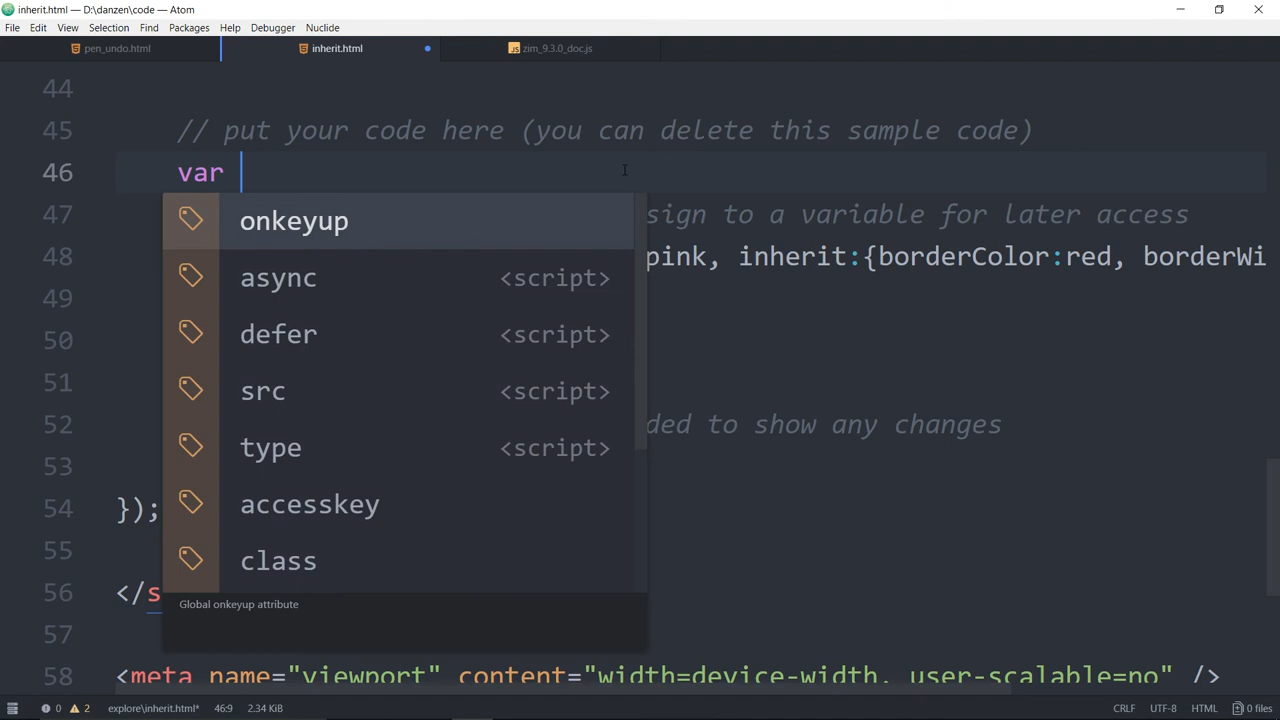 inherit.html — D:\danzen\code — Atom
File Edit View Selection Find Packages Help Debugger Nuclide
pen_undo.html inherit.html zim_9.3.0_doc.js
44
45 // put your code here (you can delete this sample code)
46 var
47 sign to a variable for later access
48 pink, inherit:{borderColor:red, borderWi
49
50
51
52 ded to show any changes
53
54 });
55
56 </s
57
58 <meta name="viewport" content="width=device-width, user-scalable=no" />
onkeyup
async <script>
defer <script>
src <script>
type <script>
accesskey
class
Global onkeyup attribute
0 2 explore\inherit.html* 46:9 2.34 KiB CRLF UTF-8 HTML 0 files